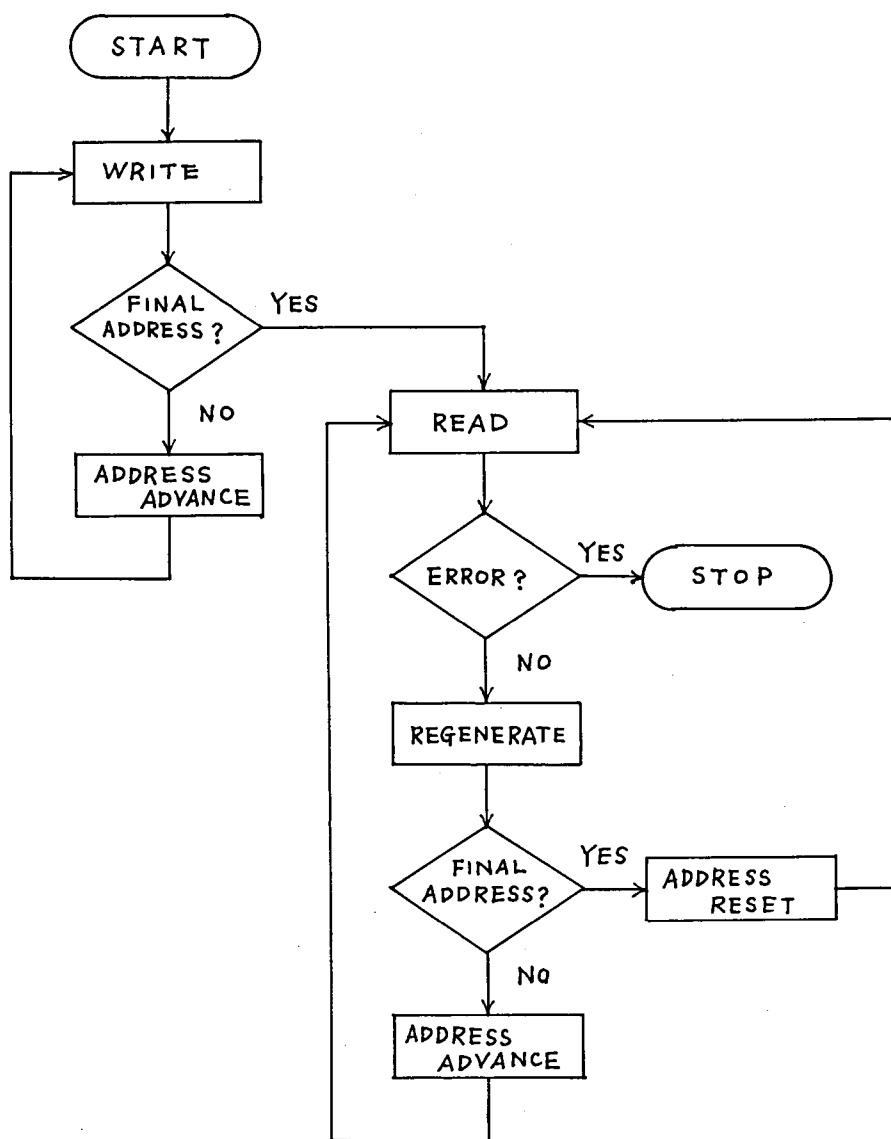 START
WRITE
FINAL
ADDRESS?
YES
NO
ADDRESS
ADVANCE
READ
ERROR?
YES
STOP
NO
REGENERATE
FINAL
ADDRESS?
YES
ADDRESS
RESET
NO
ADDRESS
ADVANCE